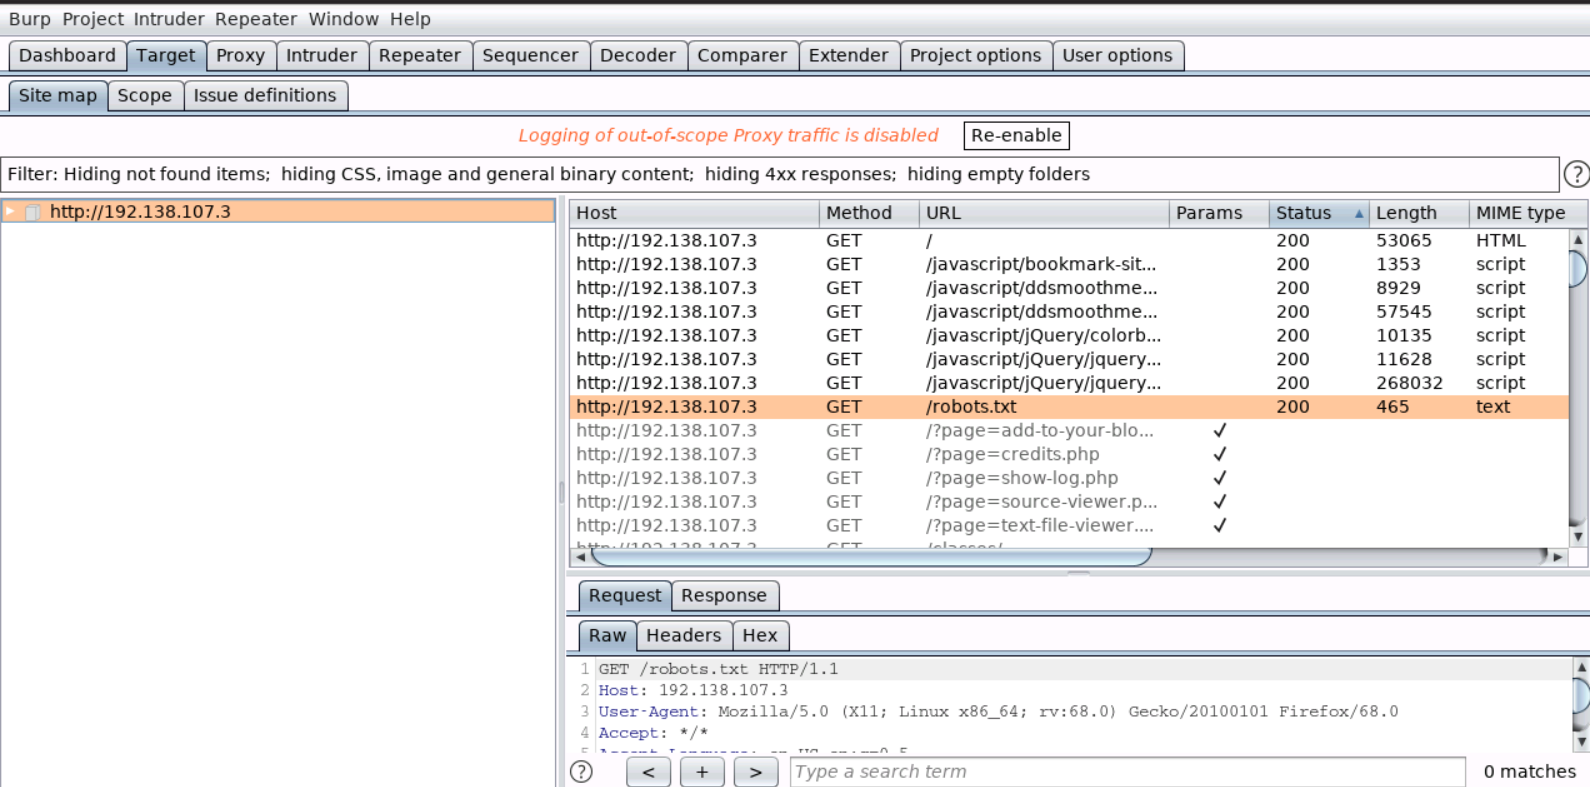 Burp Project Intruder Repeater Window Help
Dashboard Target Proxy Intruder Repeater Sequencer Decoder Comparer Extender Project options User options
Site map Scope Issue definitions
Logging of out-of-scope Proxy traffic is disabled Re-enable
Filter: Hiding not found items; hiding CSS, image and general binary content; hiding 4xx responses; hiding empty folders ?
http://192.138.107.3
Host Method URL Params Status Length MIME type
http://192.138.107.3 GET / 200 53065 HTML
http://192.138.107.3 GET /javascript/bookmark-sit... 200 1353 script
http://192.138.107.3 GET /javascript/ddsmoothme... 200 8929 script
http://192.138.107.3 GET /javascript/ddsmoothme... 200 57545 script
http://192.138.107.3 GET /javascript/jQuery/colorb... 200 10135 script
http://192.138.107.3 GET /javascript/jQuery/jquery... 200 11628 script
http://192.138.107.3 GET /javascript/jQuery/jquery... 200 268032 script
http://192.138.107.3 GET /robots.txt 200 465 text
http://192.138.107.3 GET /?page=add-to-your-blo... ✓
http://192.138.107.3 GET /?page=credits.php ✓
http://192.138.107.3 GET /?page=show-log.php ✓
http://192.138.107.3 GET /?page=source-viewer.p... ✓
http://192.138.107.3 GET /?page=text-file-viewer.... ✓
http://192.138.107.3 GET /classes/
Request Response
Raw Headers Hex
1 GET /robots.txt HTTP/1.1
2 Host: 192.138.107.3
3 User-Agent: Mozilla/5.0 (X11; Linux x86_64; rv:68.0) Gecko/20100101 Firefox/68.0
4 Accept: */*
? < + > Type a search term 0 matches